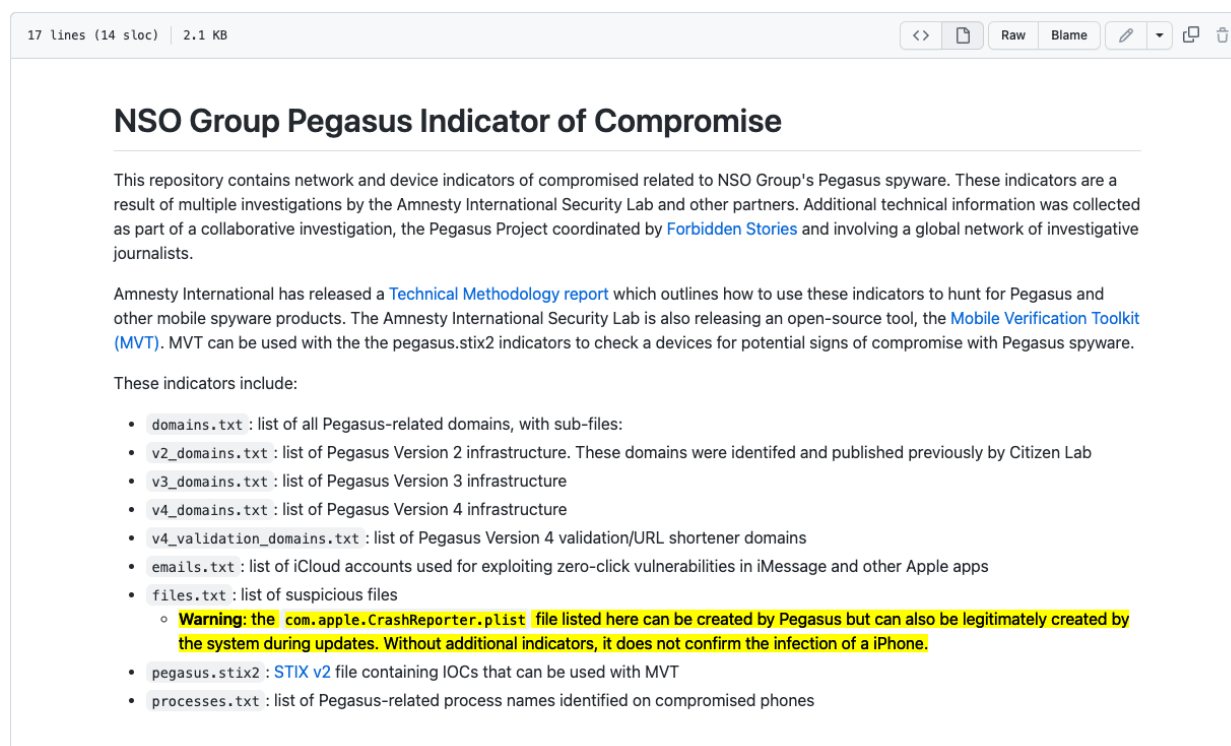 17 lines (14 sloc) 2.1 KB <> Raw Blame
NSO Group Pegasus Indicator of Compromise
This repository contains network and device indicators of compromised related to NSO Group's Pegasus spyware. These indicators are a
result of multiple investigations by the Amnesty International Security Lab and other partners. Additional technical information was collected
as part of a collaborative investigation, the Pegasus Project coordinated by Forbidden Stories and involving a global network of investigative
journalists.
Amnesty International has released a Technical Methodology report which outlines how to use these indicators to hunt for Pegasus and
other mobile spyware products. The Amnesty International Security Lab is also releasing an open-source tool, the Mobile Verification Toolkit
(MVT). MVT can be used with the the pegasus.stix2 indicators to check a devices for potential signs of compromise with Pegasus spyware.
These indicators include:
• domains.txt : list of all Pegasus-related domains, with sub-files:
• v2_domains.txt : list of Pegasus Version 2 infrastructure. These domains were identifed and published previously by Citizen Lab
• v3_domains.txt : list of Pegasus Version 3 infrastructure
• v4_domains.txt : list of Pegasus Version 4 infrastructure
• v4_validation_domains.txt : list of Pegasus Version 4 validation/URL shortener domains
• emails.txt : list of iCloud accounts used for exploiting zero-click vulnerabilities in iMessage and other Apple apps
• files.txt : list of suspicious files
◦ Warning: the com.apple.CrashReporter.plist file listed here can be created by Pegasus but can also be legitimately created by
the system during updates. Without additional indicators, it does not confirm the infection of a iPhone.
• pegasus.stix2 : STIX v2 file containing IOCs that can be used with MVT
• processes.txt : list of Pegasus-related process names identified on compromised phones